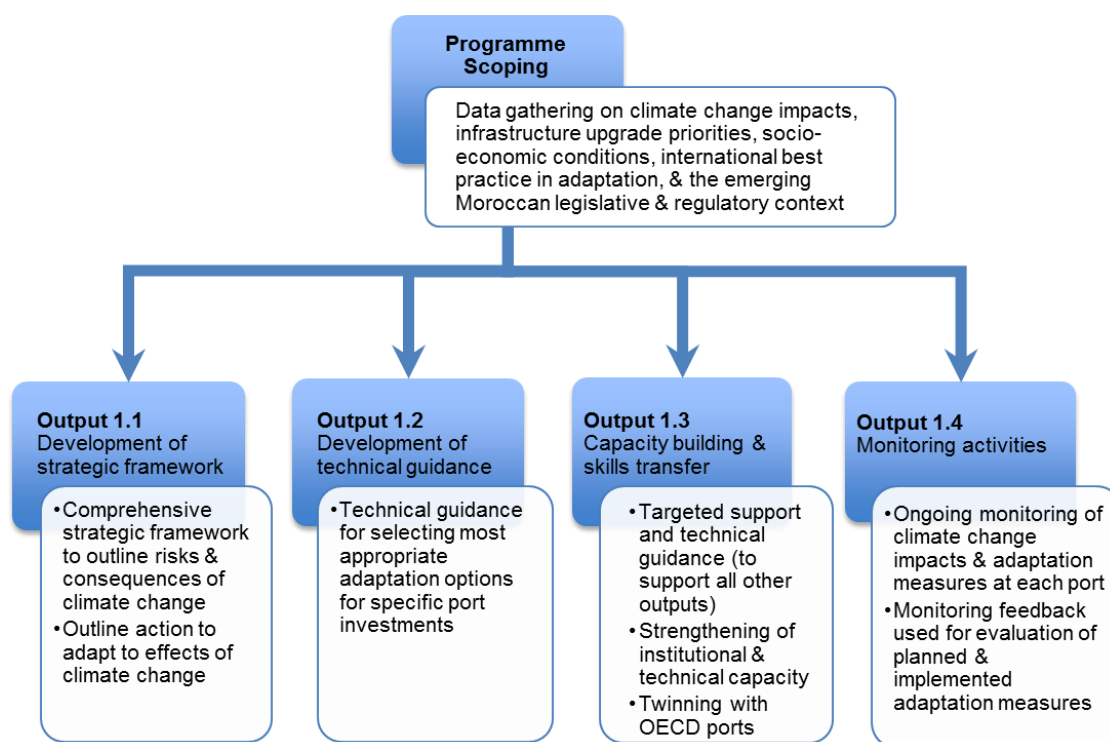 Programme
Scoping
Data gathering on climate change impacts,
infrastructure upgrade priorities, socio-
economic conditions, international best
practice in adaptation, & the emerging
Moroccan legislative & regulatory context
Output 1.1
Development of
strategic framework
•Comprehensive
strategic framework
to outline risks &
consequences of
climate change
•Outline action to
adapt to effects of
climate change
Output 1.2
Development of
technical guidance
•Technical guidance
for selecting most
appropriate
adaptation options
for specific port
investments
Output 1.3
Capacity building &
skills transfer
•Targeted support
and technical
guidance (to
support all other
outputs)
•Strengthening of
institutional &
technical capacity
•Twinning with
OECD ports
Output 1.4
Monitoring activities
•Ongoing monitoring of
climate change
impacts & adaptation
measures at each port
•Monitoring feedback
used for evaluation of
planned &
implemented
adaptation measures